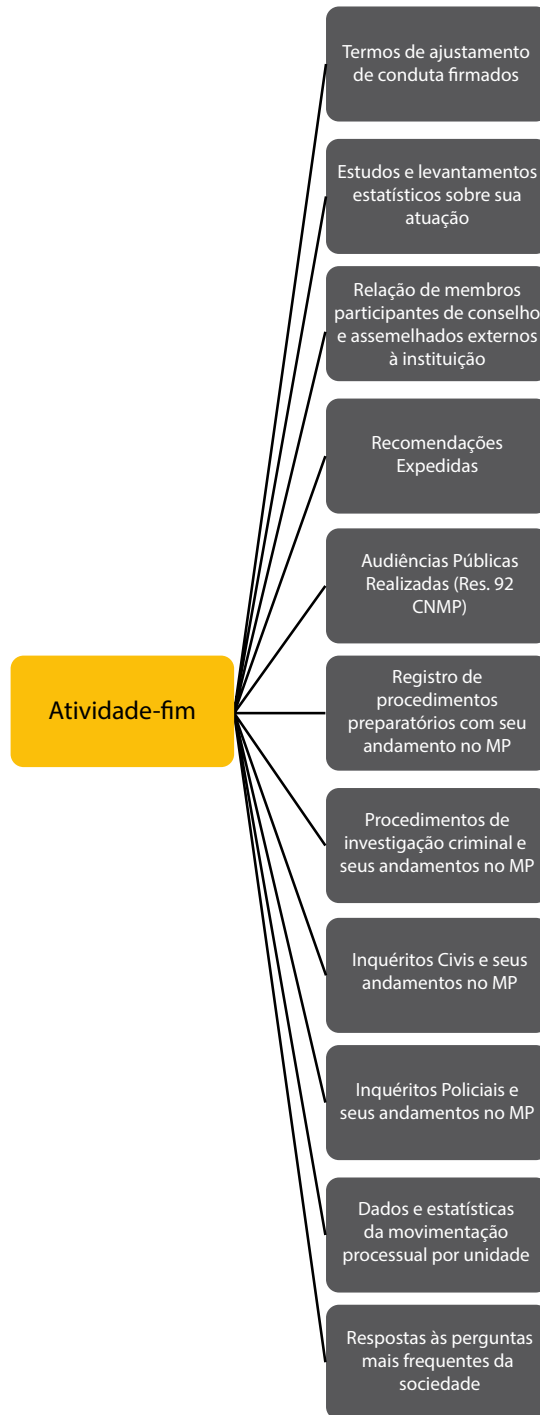 Termos de ajustamento
de conduta firmados
Estudos e levantamentos
estatísticos sobre sua
atuação
Relação de membros
participantes de conselho
e assemelhados externos
à instituição
Recomendações
Expedidas
Audiências Públicas
Realizadas (Res. 92
CNMP)
Atividade-fim
Registro de
procedimentos
preparatórios com seu
andamento no MP
Procedimentos de
investigação criminal e
seus andamentos no MP
Inquéritos Civis e seus
andamentos no MP
Inquéritos Policiais e
seus andamentos no MP
Dados e estatísticas
da movimentação
processual por unidade
Respostas às perguntas
mais frequentes da
sociedade